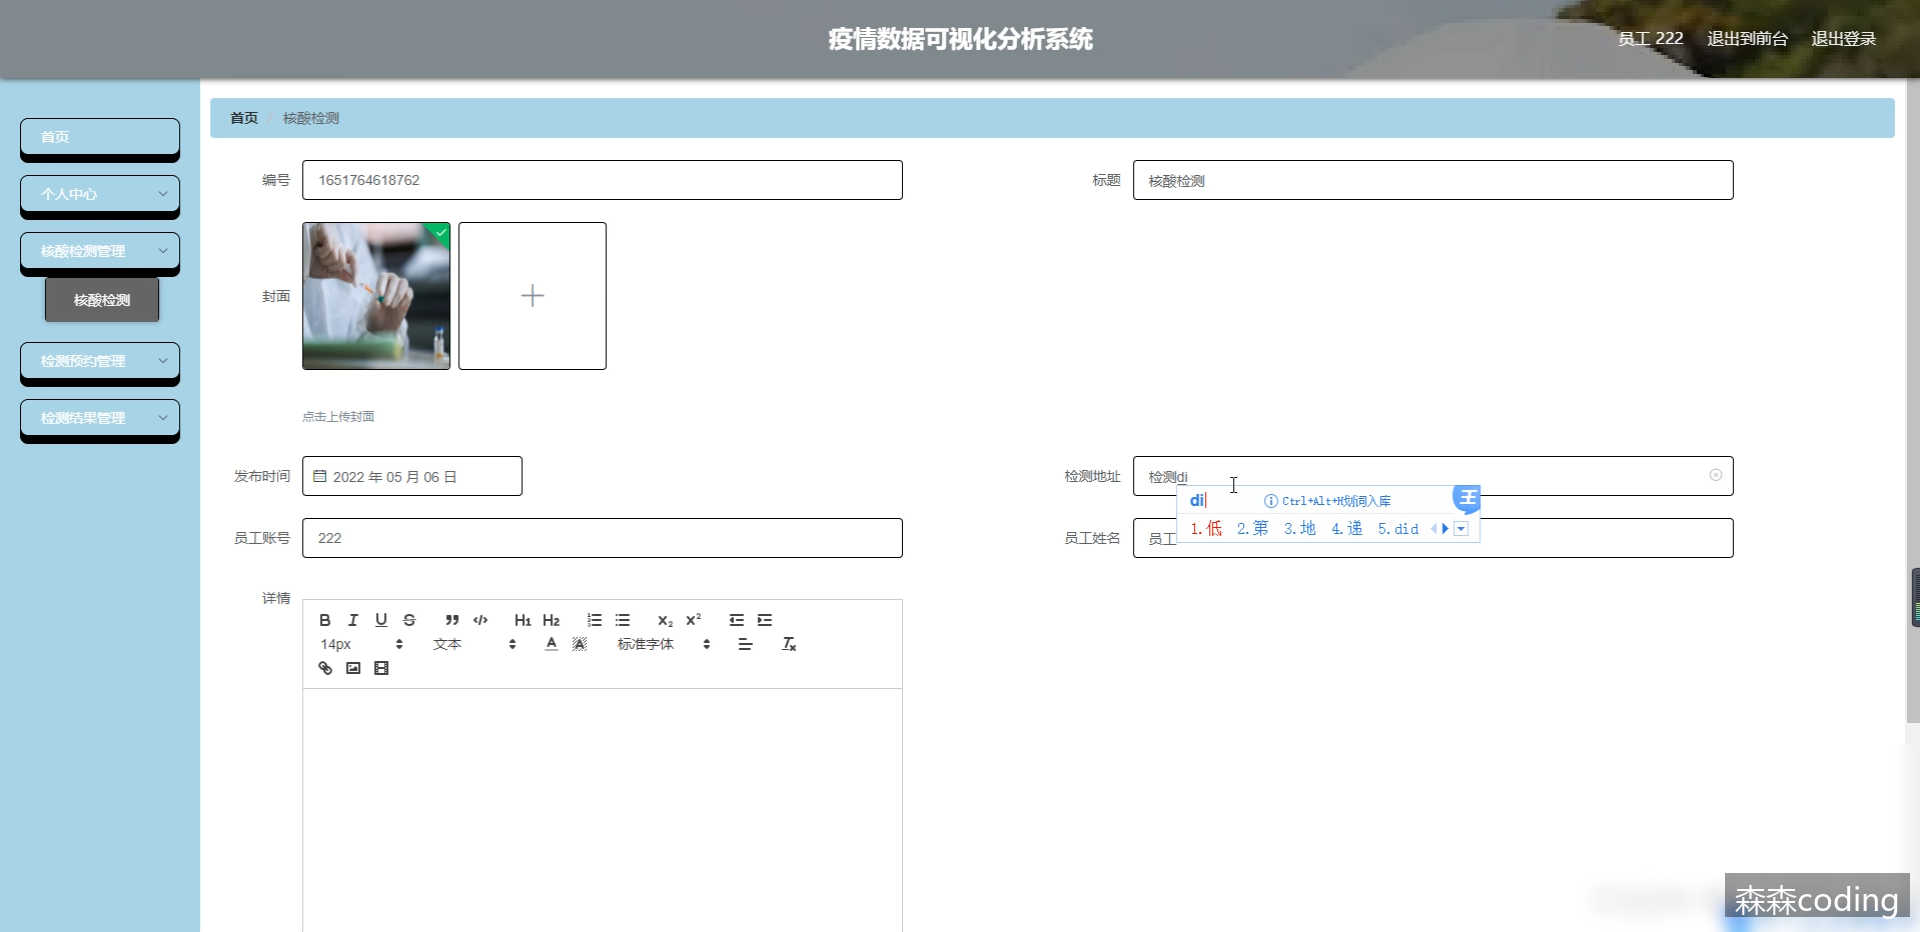 疫情数据可视化分析系统
员工 222 退出到前台 退出登录
首页
个人中心
核酸检测管理
核酸检测
检测预约管理
检测结果管理
首页 / 核酸检测
编号 1651764618762
标题 核酸检测
封面
点击上传封面
发布时间 2022 年 05 月 06 日
检测地址 检测di
di Ctrl+Alt+H划词入库
1.低 2.第 3.地 4.递 5.did
员工账号 222
员工姓名 员工
详情
B I U S ” </> H1 H2 x₂ x²
14px 文本 A A 标准字体 Tx
森森coding